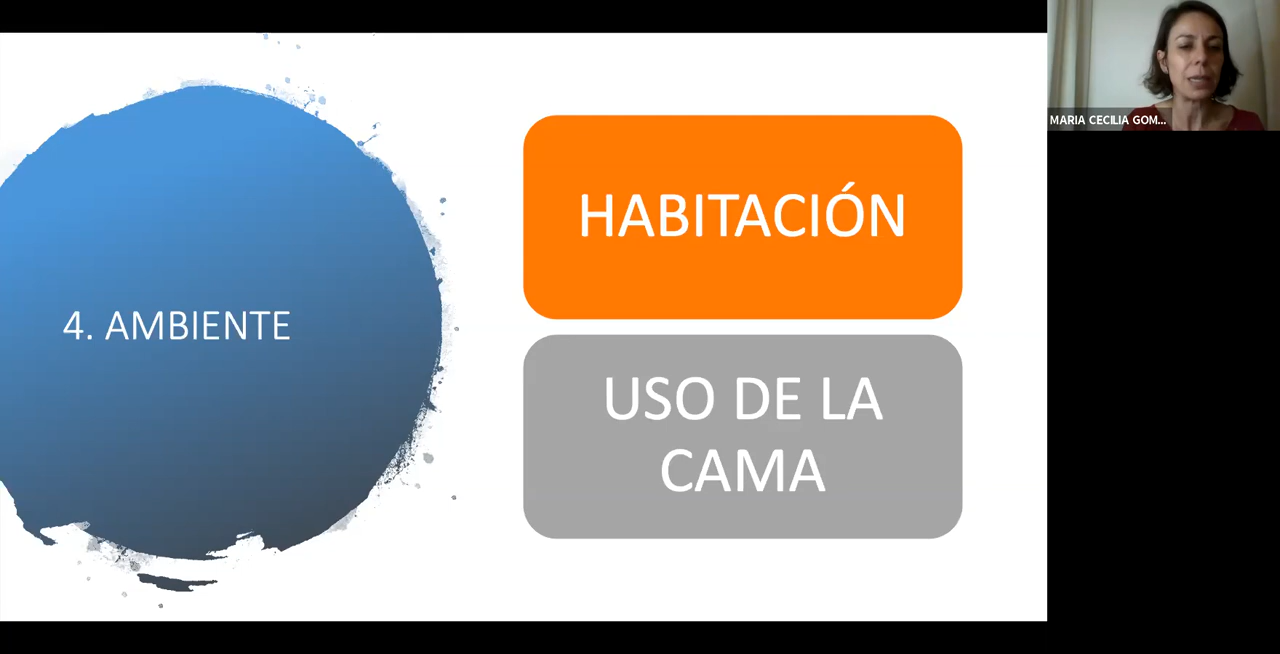 4. AMBIENTE
HABITACIÓN
USO DE LA
CAMA
MARIA CECILIA GOM...